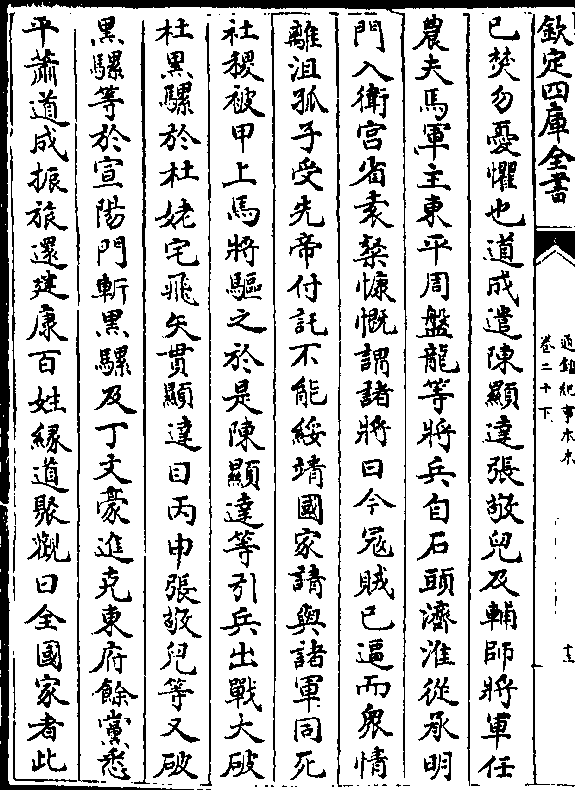 欽定四庫全書
通鑑紀事本末
卷二十下
已焚勿憂懼也道成遣陳顯達張敬兒及輔師將軍任
農夫馬軍主東平周盤龍等將兵自石頭濟淮從承明
門入衛宫省袁粲慷慨謂諸將曰今冦賊已逼而衆情
離沮孤子受先帝付託不能綏靖國家請與諸軍同死
社稷被甲上馬將驅之於是陳顯達等引兵出戰大破
杜黑騾於杜姥宅飛矢貫顯達目丙申張敬兒等又破
黑騾等於宣陽門斬黑騾及丁文豪進克東府餘黨悉
平蕭道成振旅還建康百姓緣道聚觀曰全國家者此